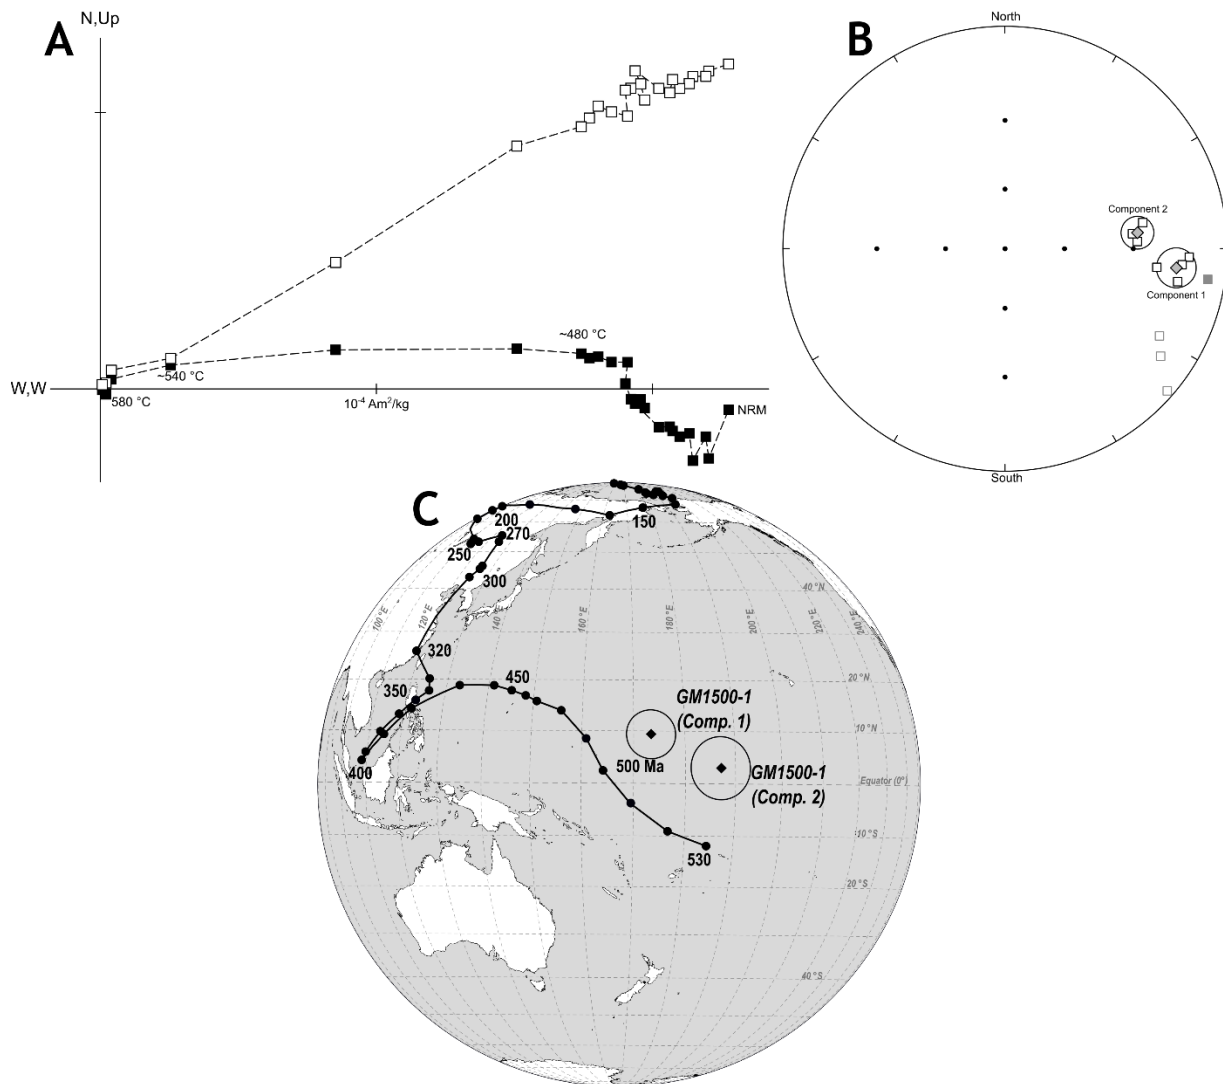 A
N,Up
~480 °C
~540 °C
W,W
580 °C
10⁻⁴ Am²/kg
NRM
B
North
Component 2
Component 1
South
C
200
150
270
250
300
40°N
100°E
120°E
140°E
160°E
180°E
200°E
220°E
240°E
320
20°N
450
350
GM1500-1
(Comp. 1)
10°N
500 Ma
GM1500-1
(Comp. 2)
400
Equator (0°)
10°S
530
20°S
40°S